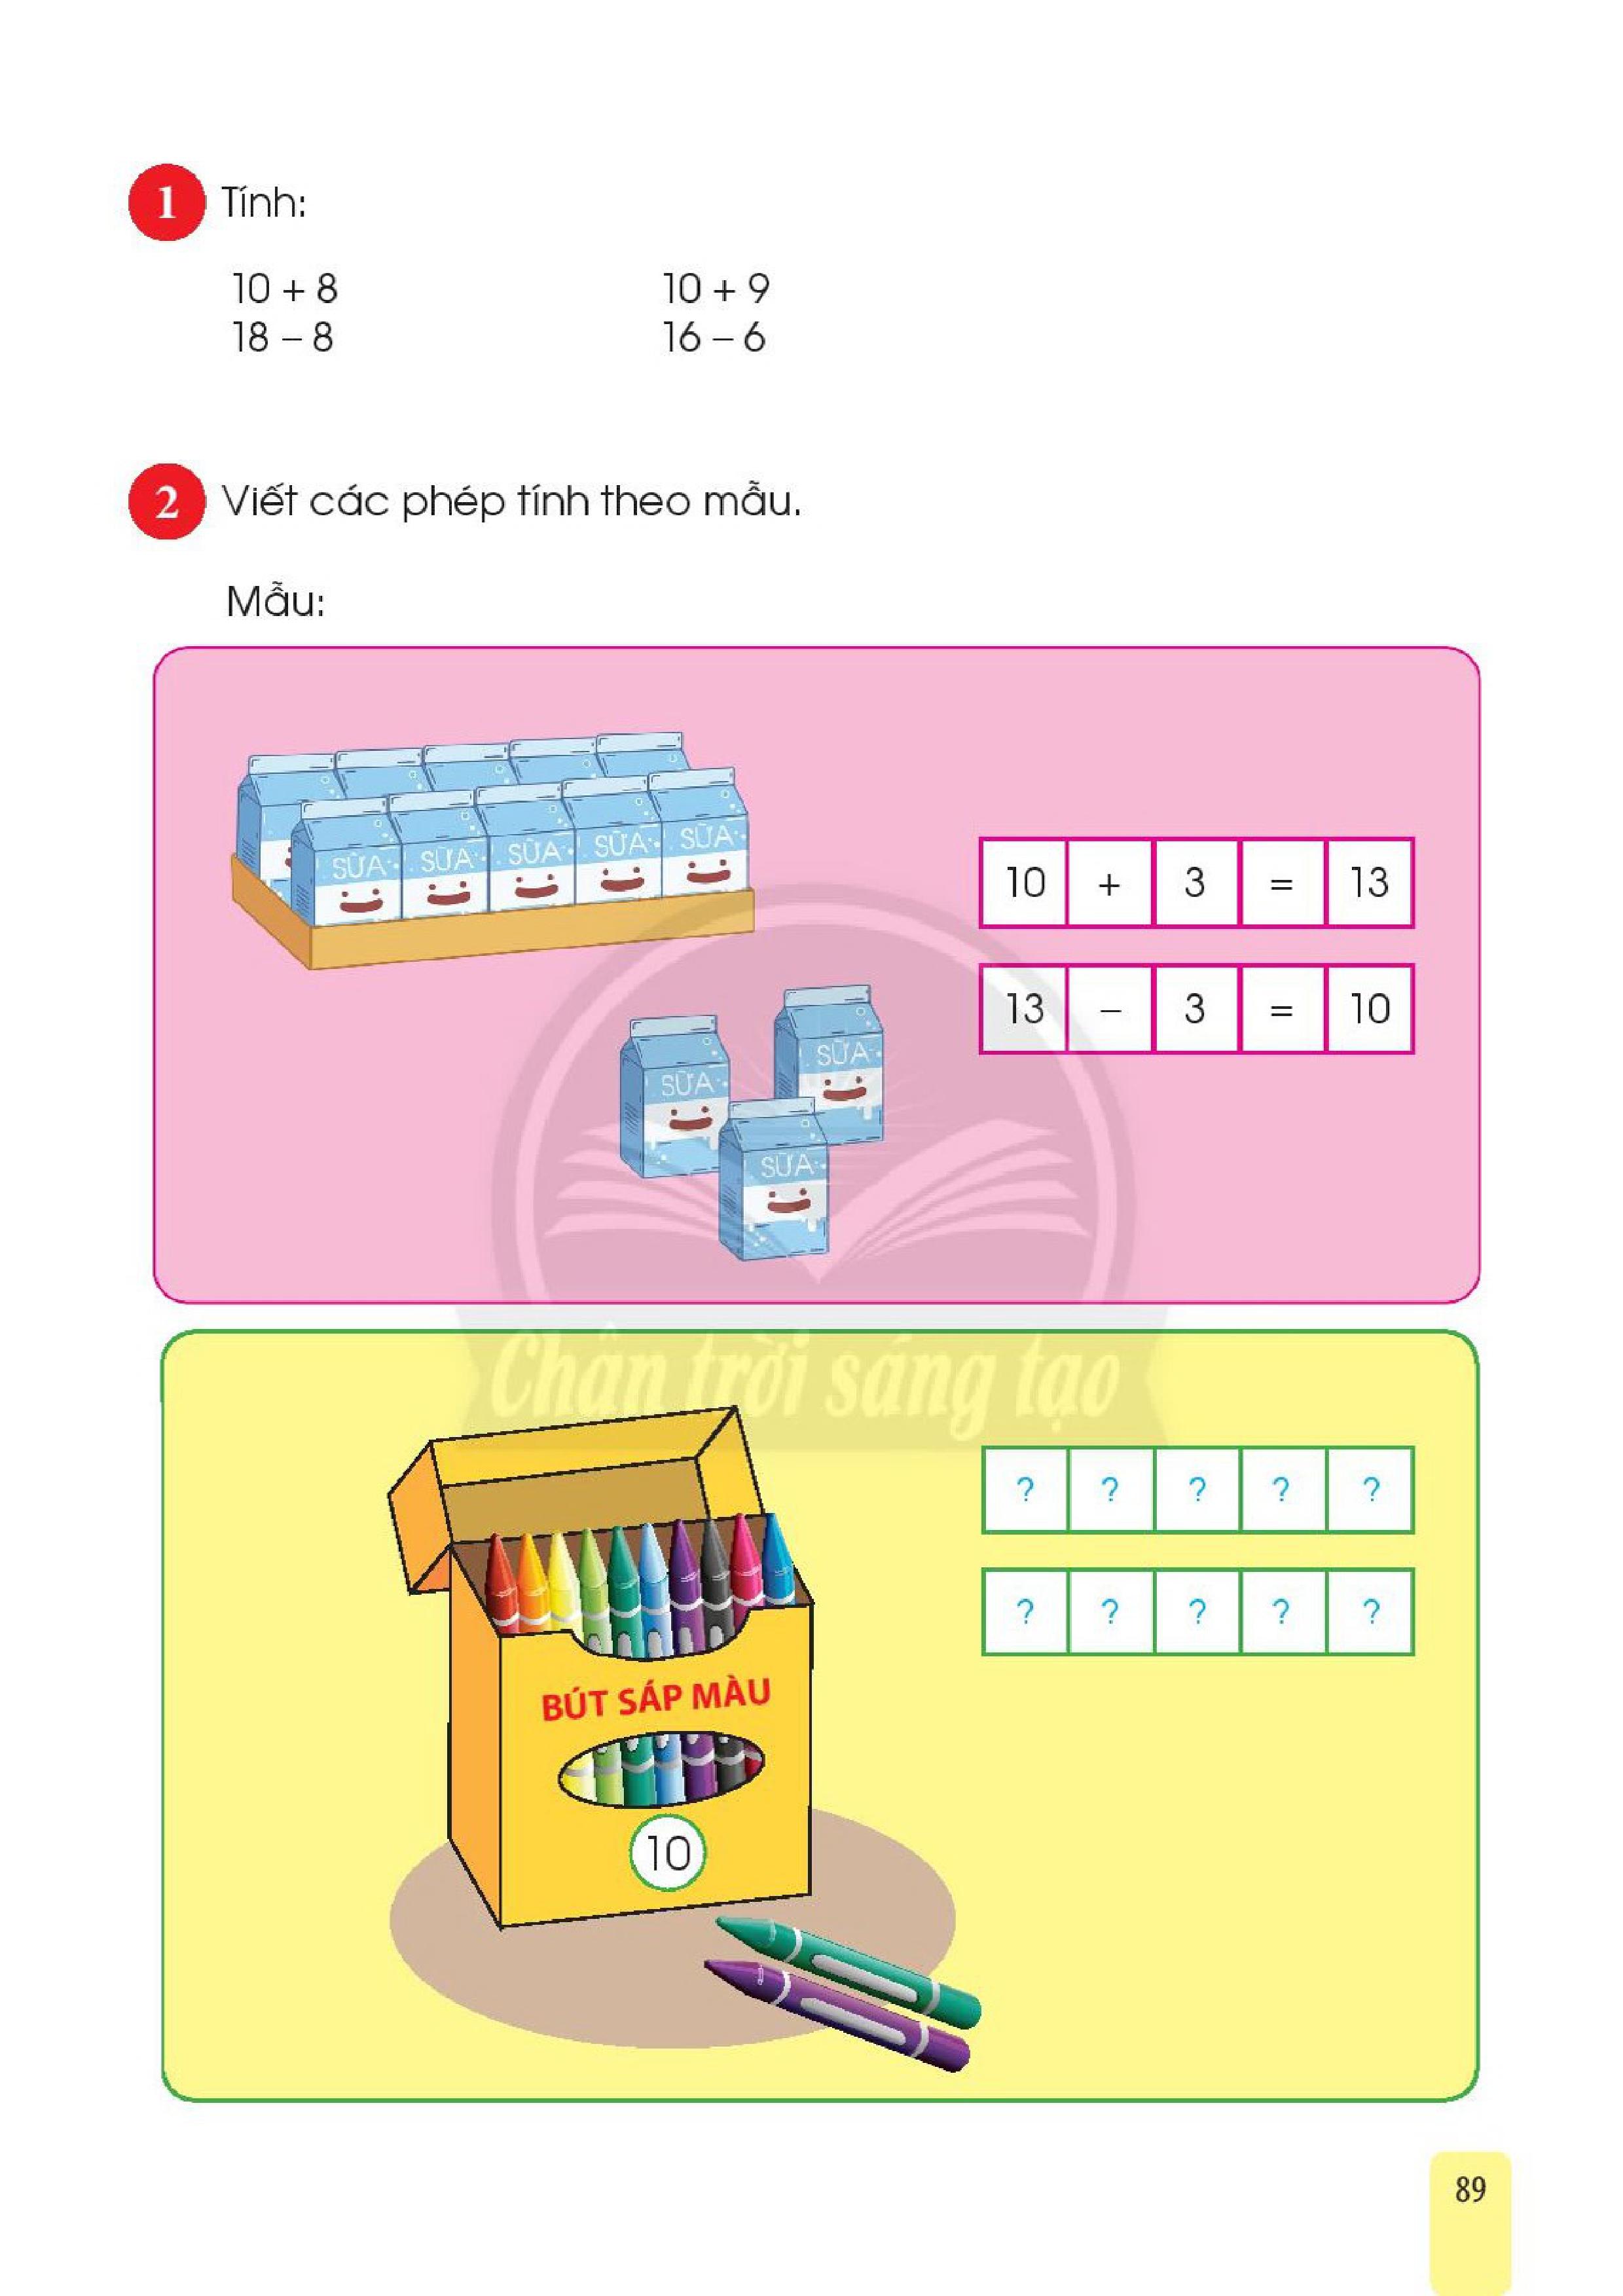 1 Tính:
10 + 8 10 + 9
18 – 8 16 – 6
2 Viết các phép tính theo mẫu.
Mẫu:
SỮA SỮA SỮA SỮA SỮA
10 + 3 = 13
13 – 3 = 10
SỮA
SỮA
SỮA
Chân trời sáng tạo
? ? ? ? ?
? ? ? ? ?
BÚT SÁP MÀU
10
89